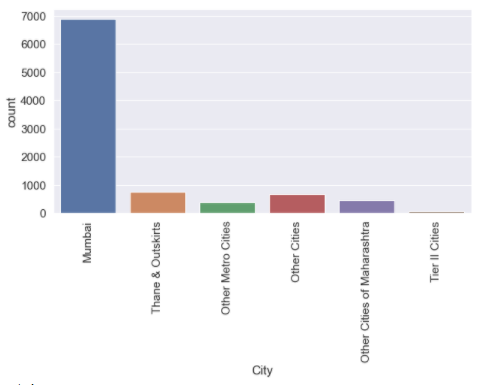 7000
6000
5000
4000
3000
2000
1000
0
count
Mumbai
Thane & Outskirts
Other Metro Cities
Other Cities
Other Cities of Maharashtra
Tier II Cities
City